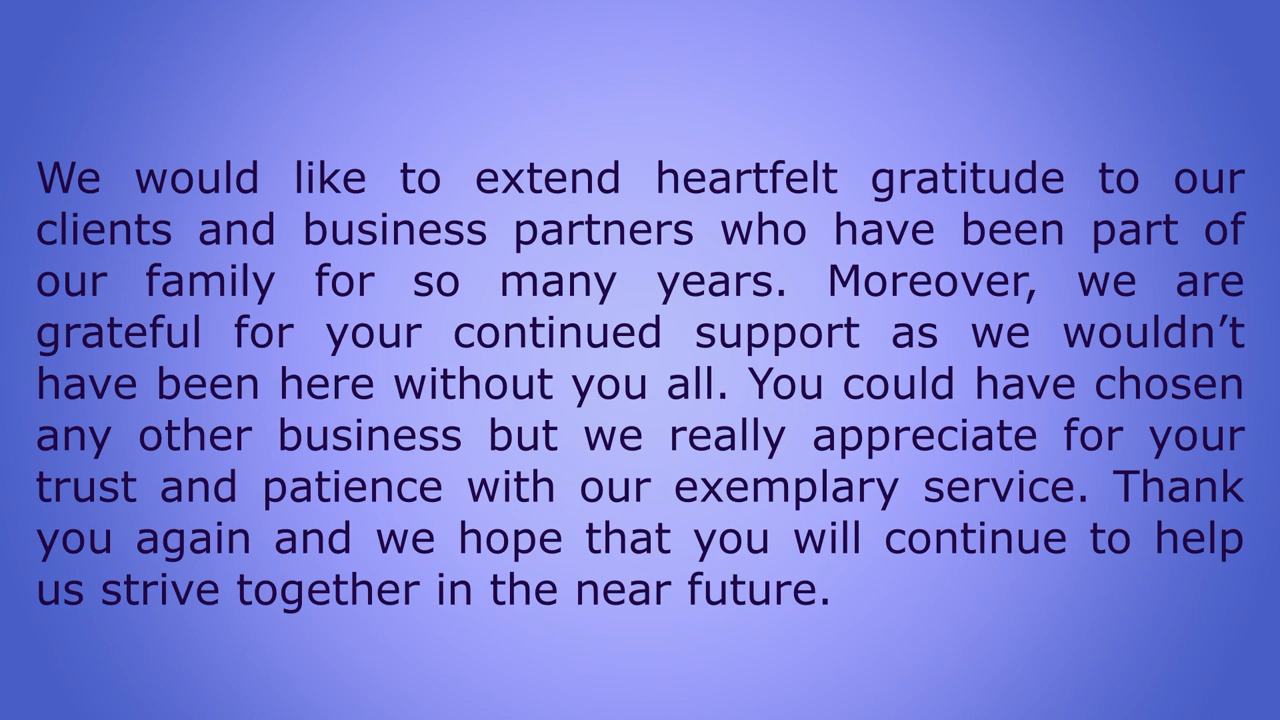 We would like to extend heartfelt gratitude to our
clients and business partners who have been part of
our family for so many years. Moreover, we are
grateful for your continued support as we wouldn’t
have been here without you all. You could have chosen
any other business but we really appreciate for your
trust and patience with our exemplary service. Thank
you again and we hope that you will continue to help
us strive together in the near future.